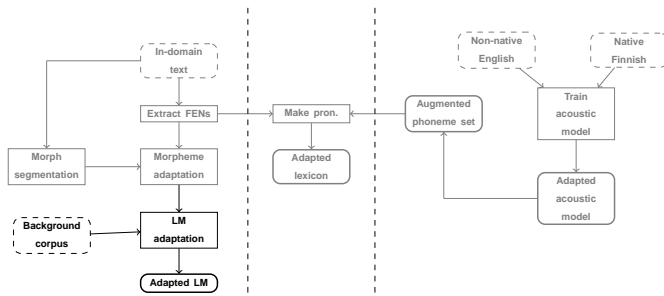 In-domain
text
Extract FENs
Morph
segmentation
Morpheme
adaptation
Background
corpus
LM
adaptation
Adapted LM
Make pron.
Adapted
lexicon
Augmented
phoneme set
Non-native
English
Native
Finnish
Train
acoustic
model
Adapted
acoustic
model